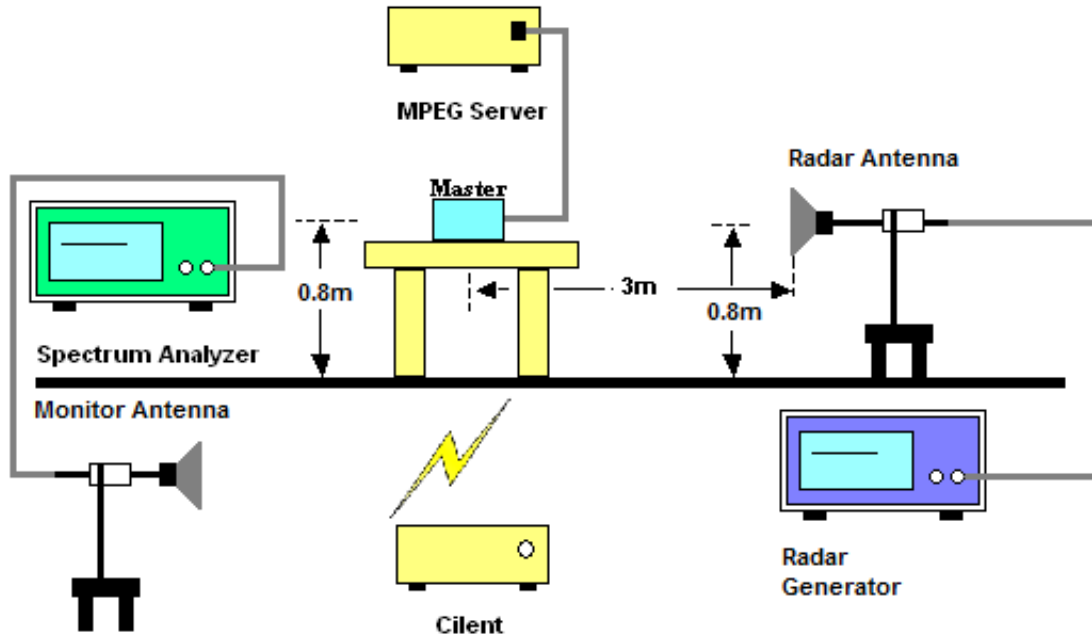 MPEG Server
Radar Antenna
Master
0.8m
3m
0.8m
Spectrum Analyzer
Monitor Antenna
Radar
Generator
Cilent